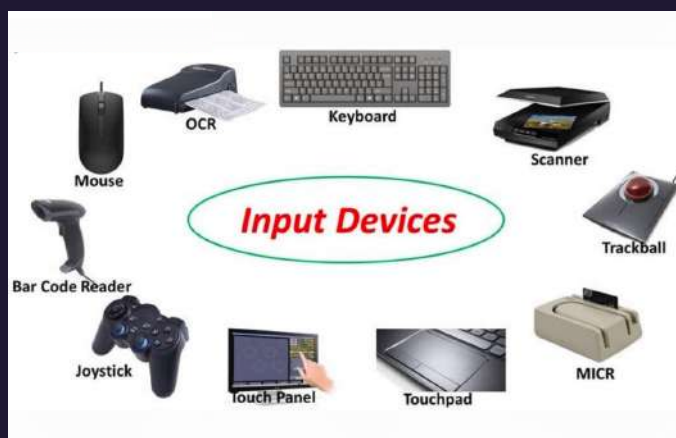 Keyboard
OCR
Scanner
Mouse
Input Devices
Trackball
Bar Code Reader
MICR
Joystick
Touch Panel
Touchpad